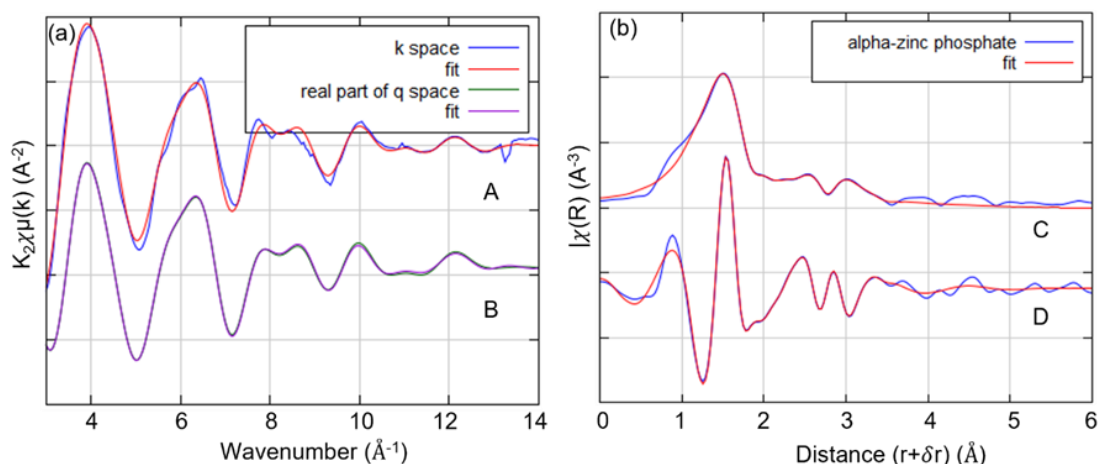 (a)
k space
fit
real part of q space
fit
A
B
K₂χμ(k) (A⁻²)
4 6 8 10 12 14
Wavenumber (Å⁻¹)
(b)
alpha-zinc phosphate
fit
C
D
|χ(R) (A⁻³)
0 1 2 3 4 5 6
Distance (r+δr) (Å)